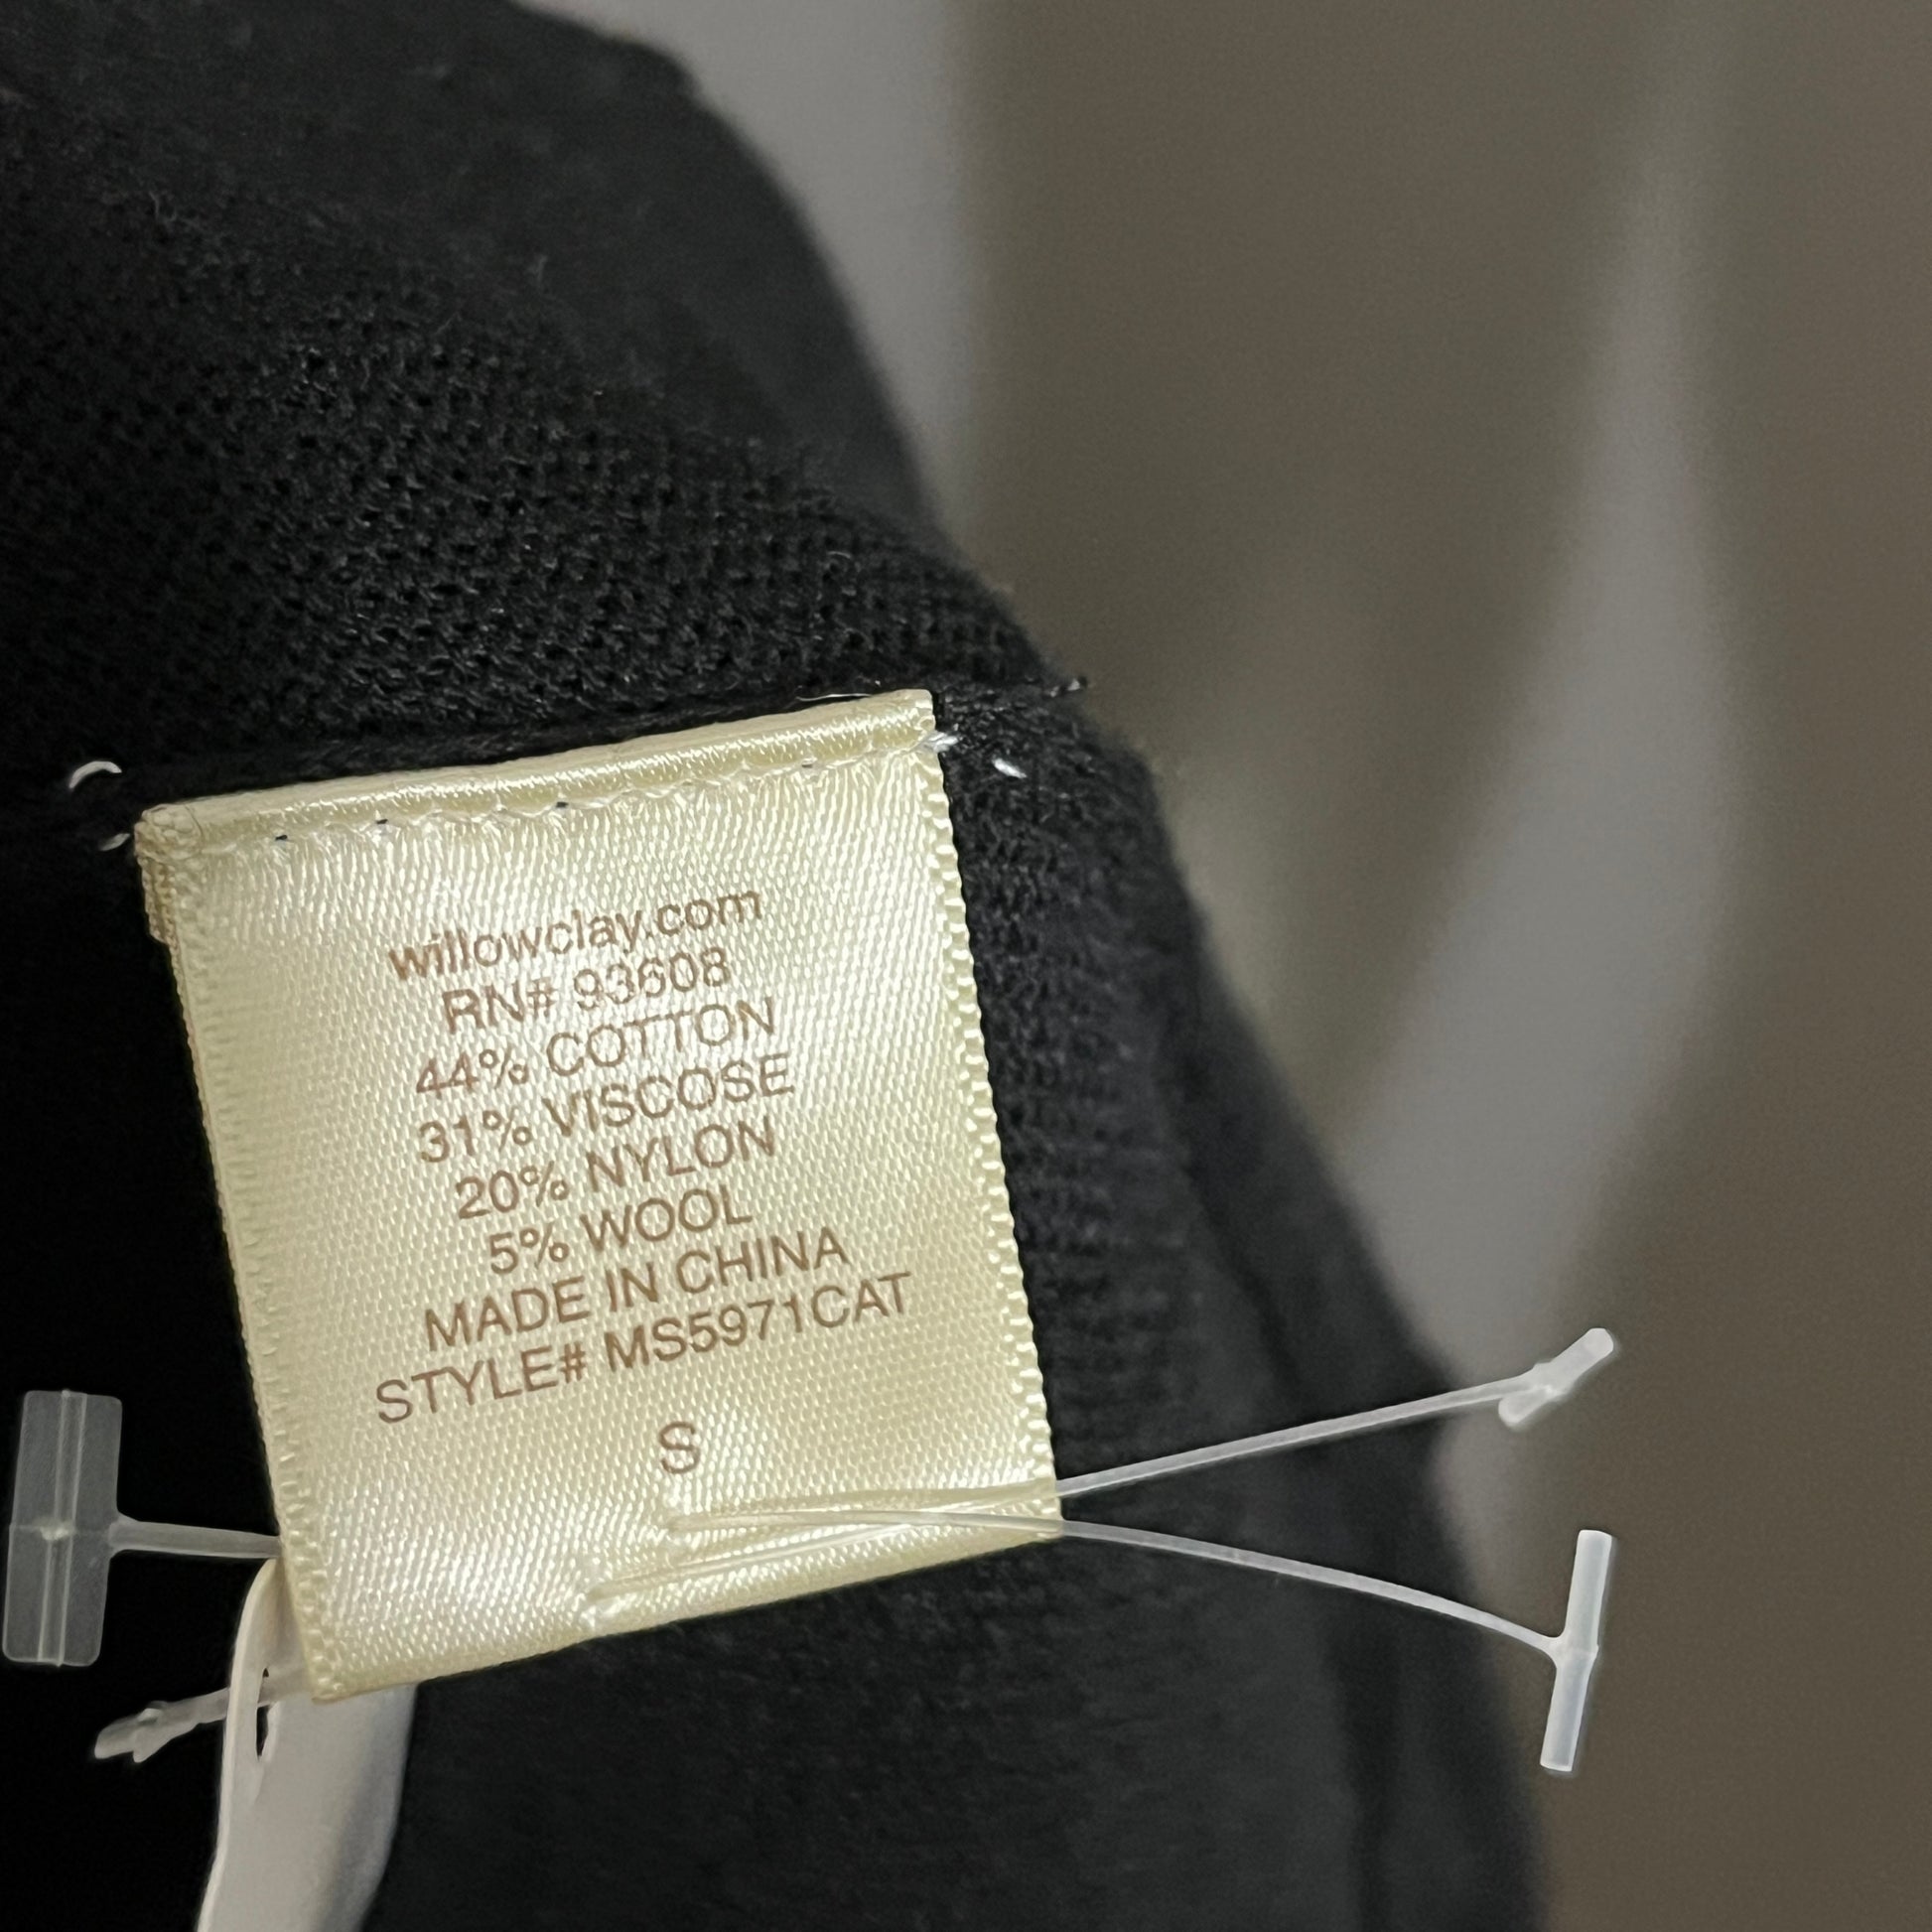 willowclay.com
RN# 93608
44% COTTON
31% VISCOSE
20% NYLON
5% WOOL
MADE IN CHINA
STYLE# MS5971CAT
S